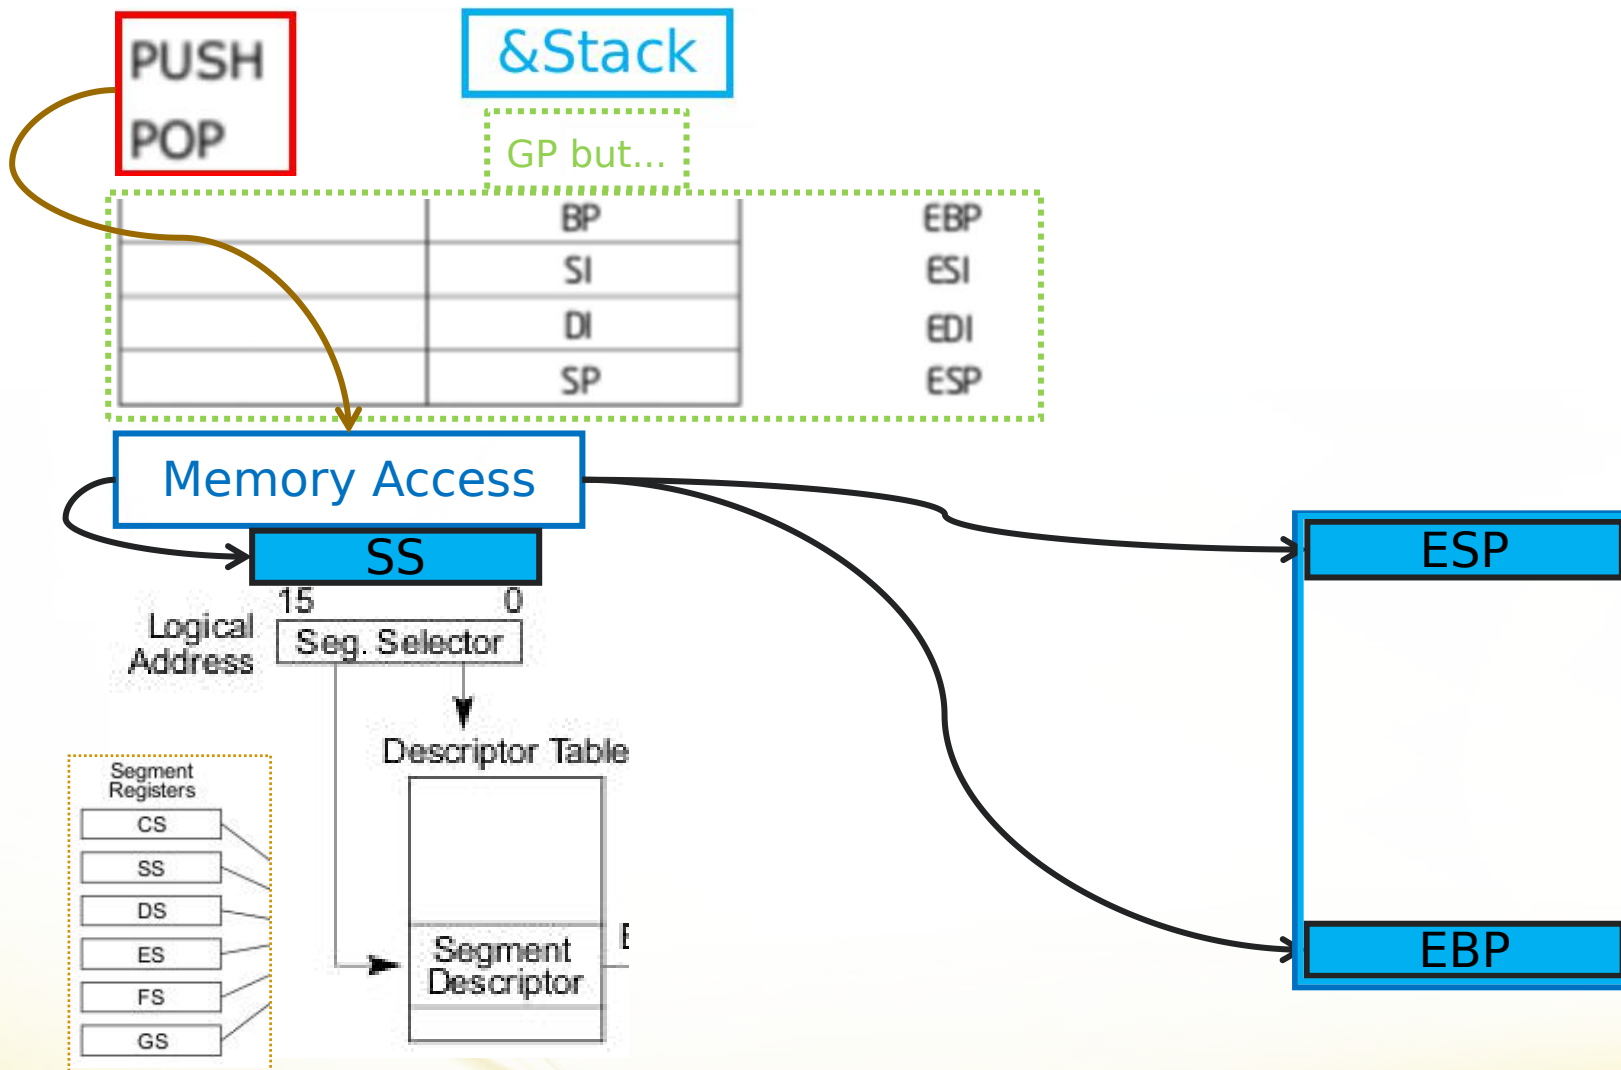 PUSH
POP
&Stack
GP but...
BP EBP
SI ESI
DI EDI
SP ESP
Memory Access
SS
15 0
Logical
Address
Seg. Selector
Descriptor Table
Segment
Descriptor
Segment
Registers
CS
SS
DS
ES
FS
GS
ESP
EBP